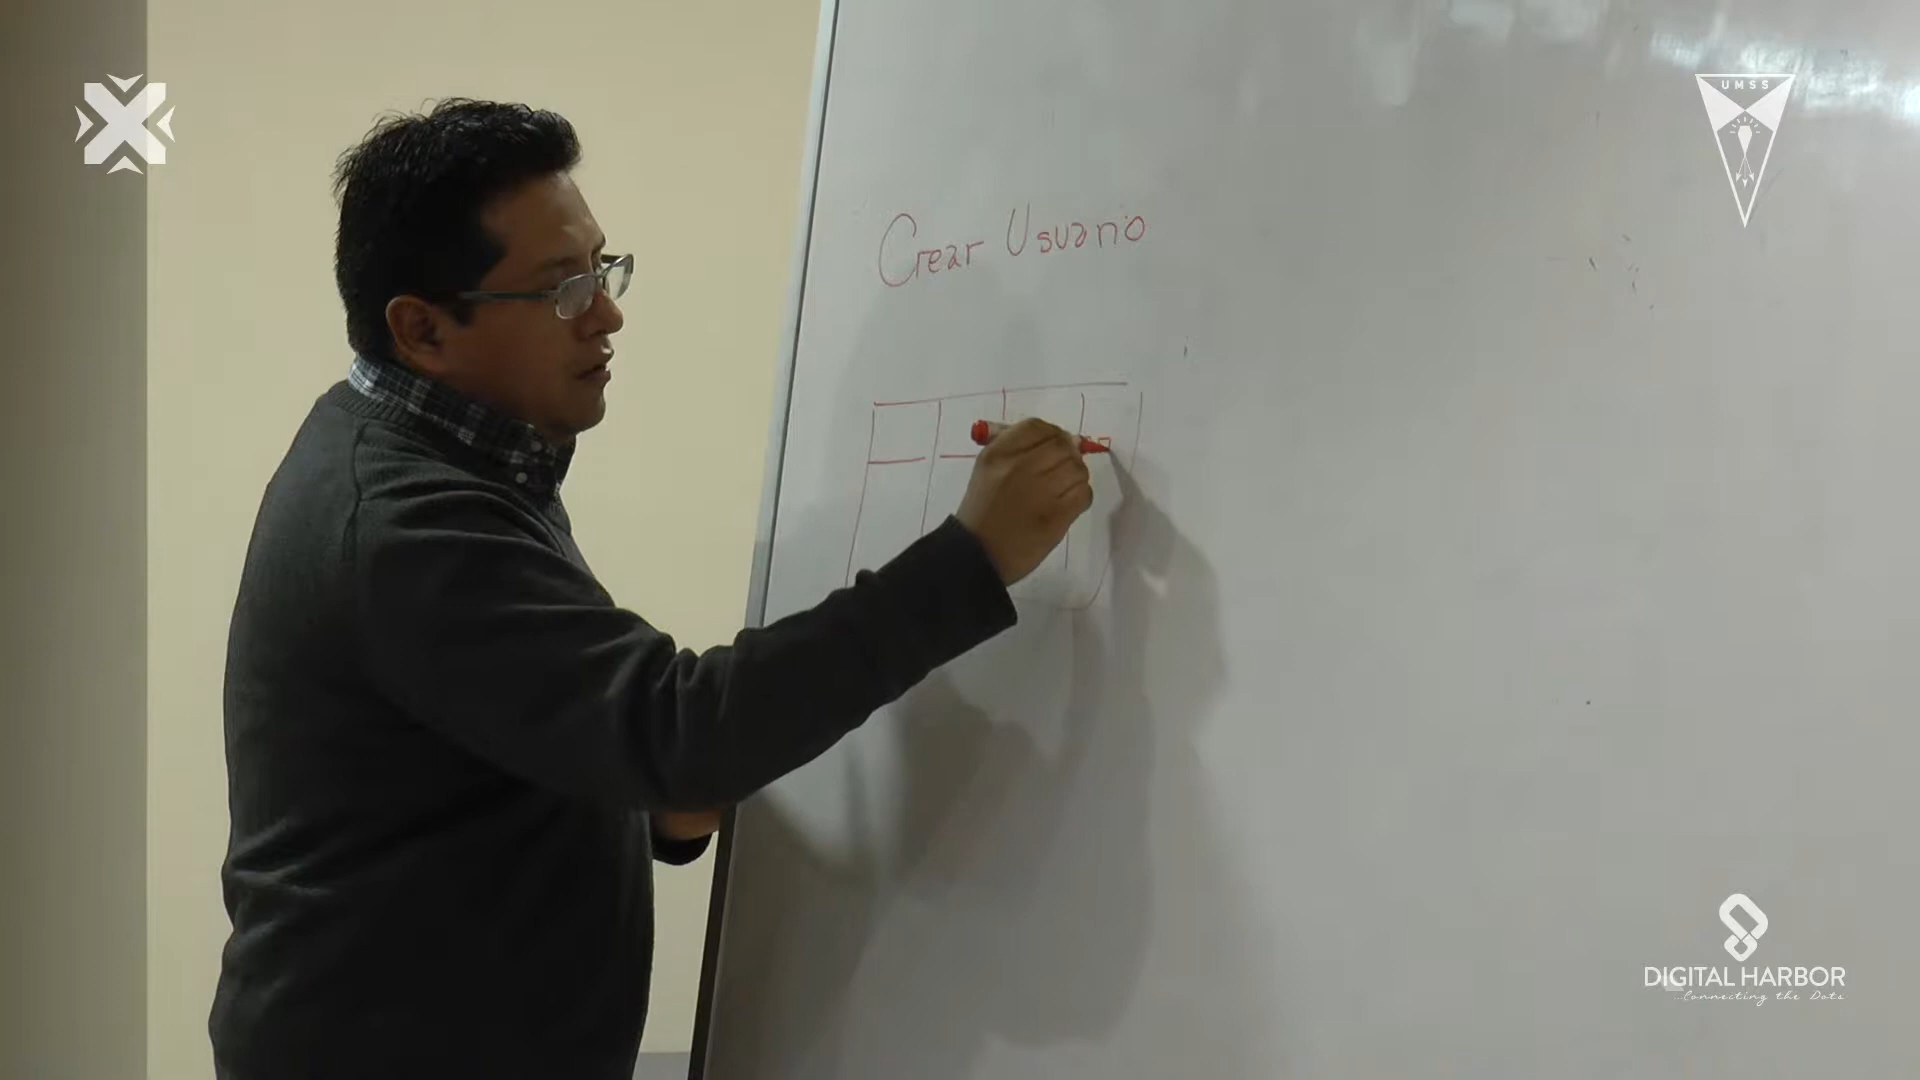 UMSS
Crear Usuario
DIGITAL HARBOR
...Connecting the Dots